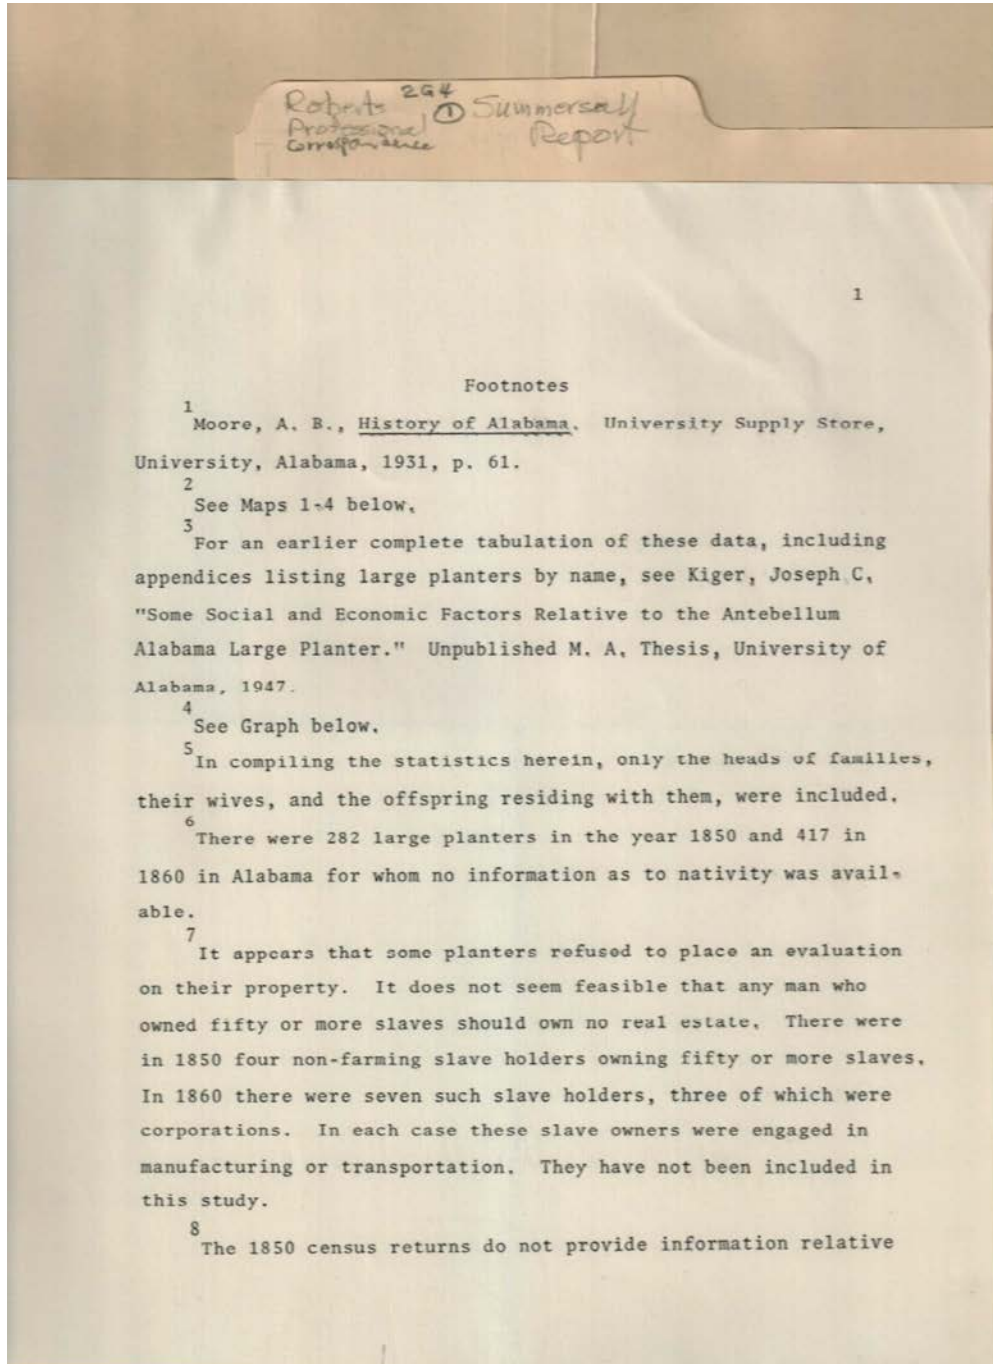 2G4
Roberts ① Summersell
Professional Report
Correspondence
1
Footnotes
1
Moore, A. B., History of Alabama. University Supply Store,
University, Alabama, 1931, p. 61.
2
See Maps 1-4 below.
3
For an earlier complete tabulation of these data, including
appendices listing large planters by name, see Kiger, Joseph C.
"Some Social and Economic Factors Relative to the Antebellum
Alabama Large Planter." Unpublished M. A. Thesis, University of
Alabama, 1947.
4
See Graph below.
5
In compiling the statistics herein, only the heads of families,
their wives, and the offspring residing with them, were included.
6
There were 282 large planters in the year 1850 and 417 in
1860 in Alabama for whom no information as to nativity was avail-
able.
7
It appears that some planters refused to place an evaluation
on their property. It does not seem feasible that any man who
owned fifty or more slaves should own no real estate. There were
in 1850 four non-farming slave holders owning fifty or more slaves.
In 1860 there were seven such slave holders, three of which were
corporations. In each case these slave owners were engaged in
manufacturing or transportation. They have not been included in
this study.
8
The 1850 census returns do not provide information relative